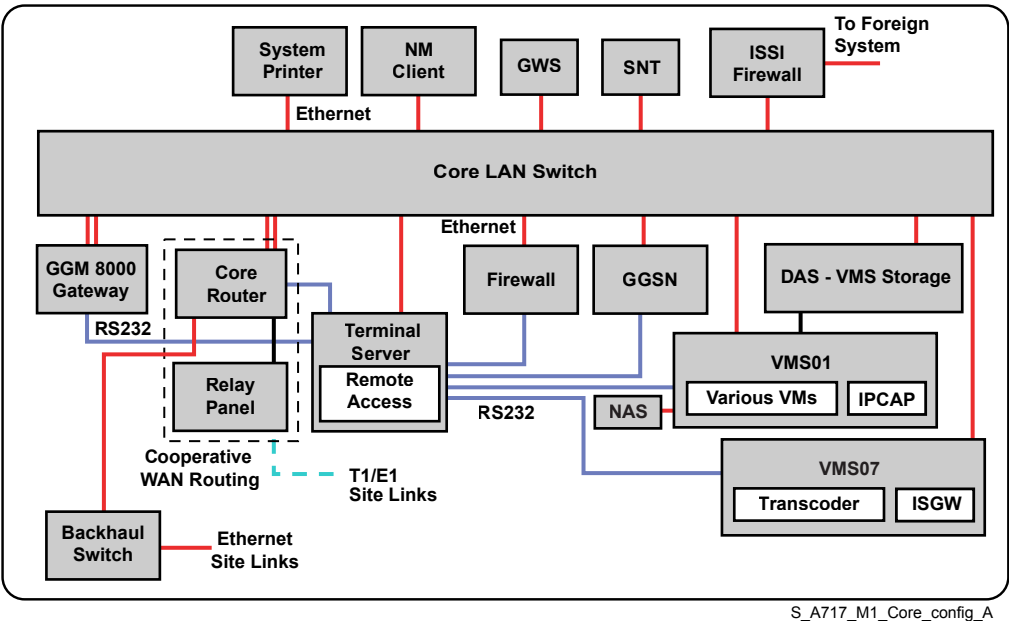 To Foreign
System
System
Printer
NM
Client
GWS
SNT
ISSI
Firewall
Ethernet
Core LAN Switch
Ethernet
GGM 8000
Gateway
Core
Router
Firewall
GGSN
DAS - VMS Storage
RS232
Terminal
Server
Remote
Access
VMS01
Various VMs
IPCAP
Relay
Panel
RS232
NAS
Cooperative
WAN Routing
T1/E1
Site Links
VMS07
Transcoder
ISGW
Backhaul
Switch
Ethernet
Site Links
S_A717_M1_Core_config_A